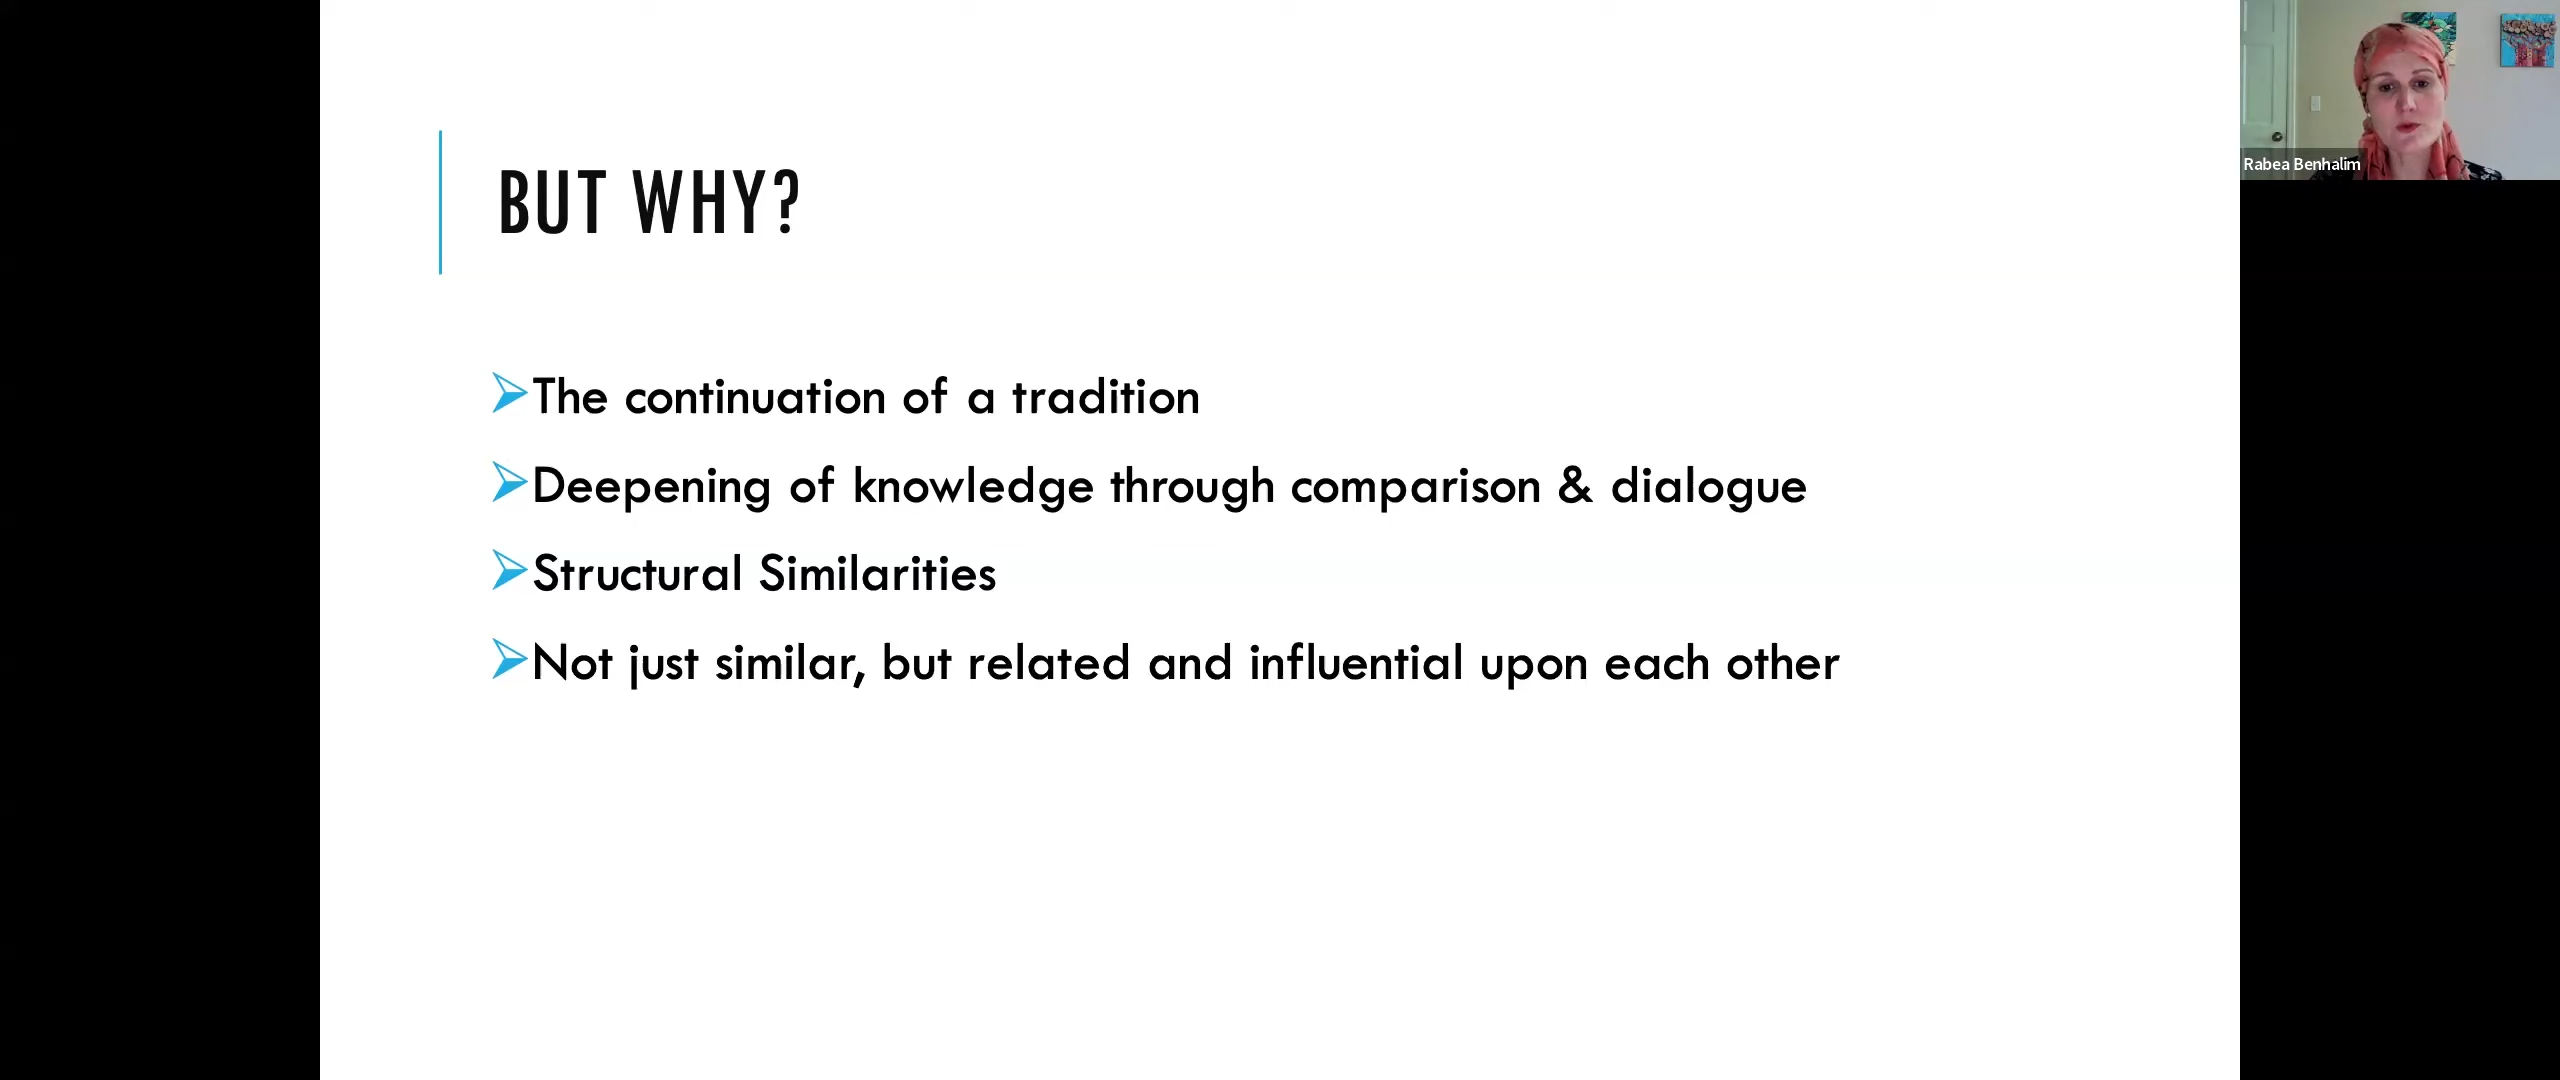 BUT WHY?
The continuation of a tradition
Deepening of knowledge through comparison & dialogue
Structural Similarities
Not just similar, but related and influential upon each other
Rabea Benhalim